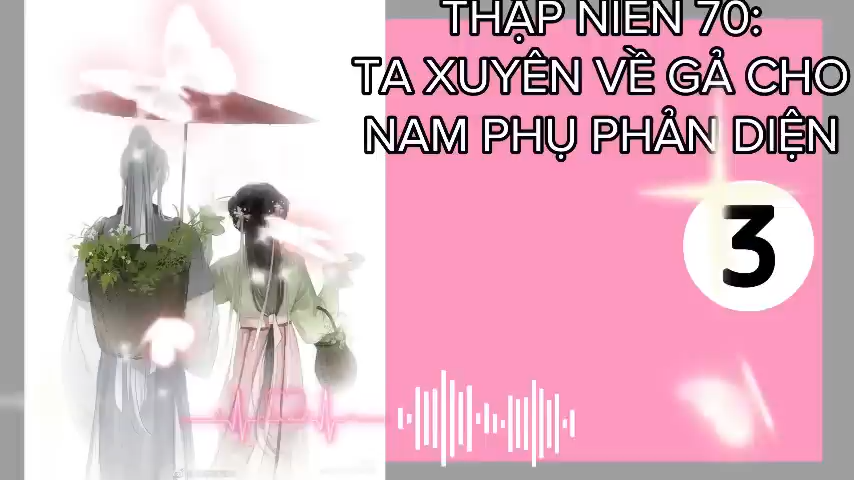 THẬP NIÊN 70:
TA XUYÊN VỀ GẢ CHO
NAM PHỤ PHẢN DIỆN
3